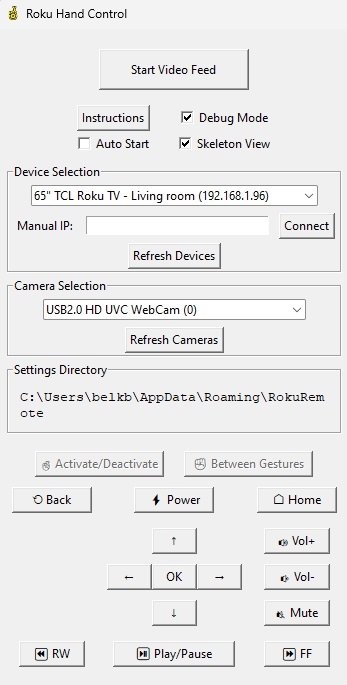 Roku Hand Control
Start Video Feed
Instructions
Debug Mode
Auto Start
Skeleton View
Device Selection
65" TCL Roku TV - Living room (192.168.1.96)
Manual IP:
Connect
Refresh Devices
Camera Selection
USB2.0 HD UVC WebCam (0)
Refresh Cameras
Settings Directory
C:\Users\belkb\AppData\Roaming\RokuRem
ote
Activate/Deactivate
Between Gestures
Back
Power
Home
↑
Vol+
←
OK
→
Vol-
↓
Mute
RW
Play/Pause
FF